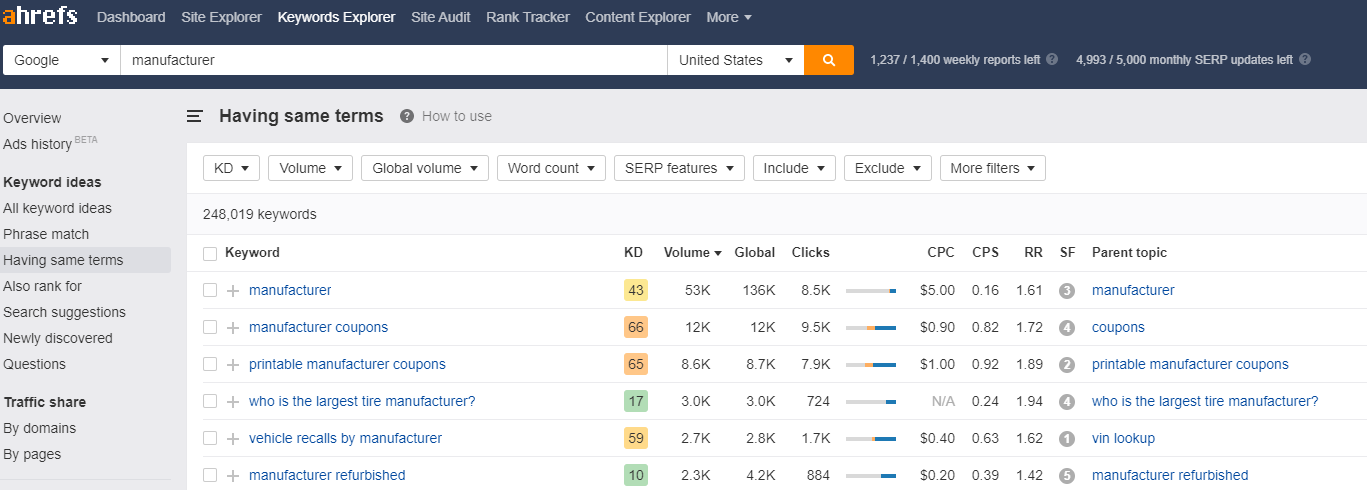 ahrefs Dashboard Site Explorer Keywords Explorer Site Audit Rank Tracker Content Explorer More
Google manufacturer United States 1,237 / 1,400 weekly reports left ? 4,993 / 5,000 monthly SERP updates left ?
Overview
Ads history BETA
Keyword ideas
All keyword ideas
Phrase match
Having same terms
Also rank for
Search suggestions
Newly discovered
Questions
Traffic share
By domains
By pages
Having same terms ? How to use
KD Volume Global volume Word count SERP features Include Exclude More filters
248,019 keywords
Keyword KD Volume Global Clicks CPC CPS RR SF Parent topic
manufacturer 43 53K 136K 8.5K $5.00 0.16 1.61 3 manufacturer
manufacturer coupons 66 12K 12K 9.5K $0.90 0.82 1.72 4 coupons
printable manufacturer coupons 65 8.6K 8.7K 7.9K $1.00 0.92 1.89 2 printable manufacturer coupons
who is the largest tire manufacturer? 17 3.0K 3.0K 724 N/A 0.24 1.94 4 who is the largest tire manufacturer?
vehicle recalls by manufacturer 59 2.7K 2.8K 1.7K $0.40 0.63 1.62 1 vin lookup
manufacturer refurbished 10 2.3K 4.2K 884 $0.20 0.39 1.42 5 manufacturer refurbished